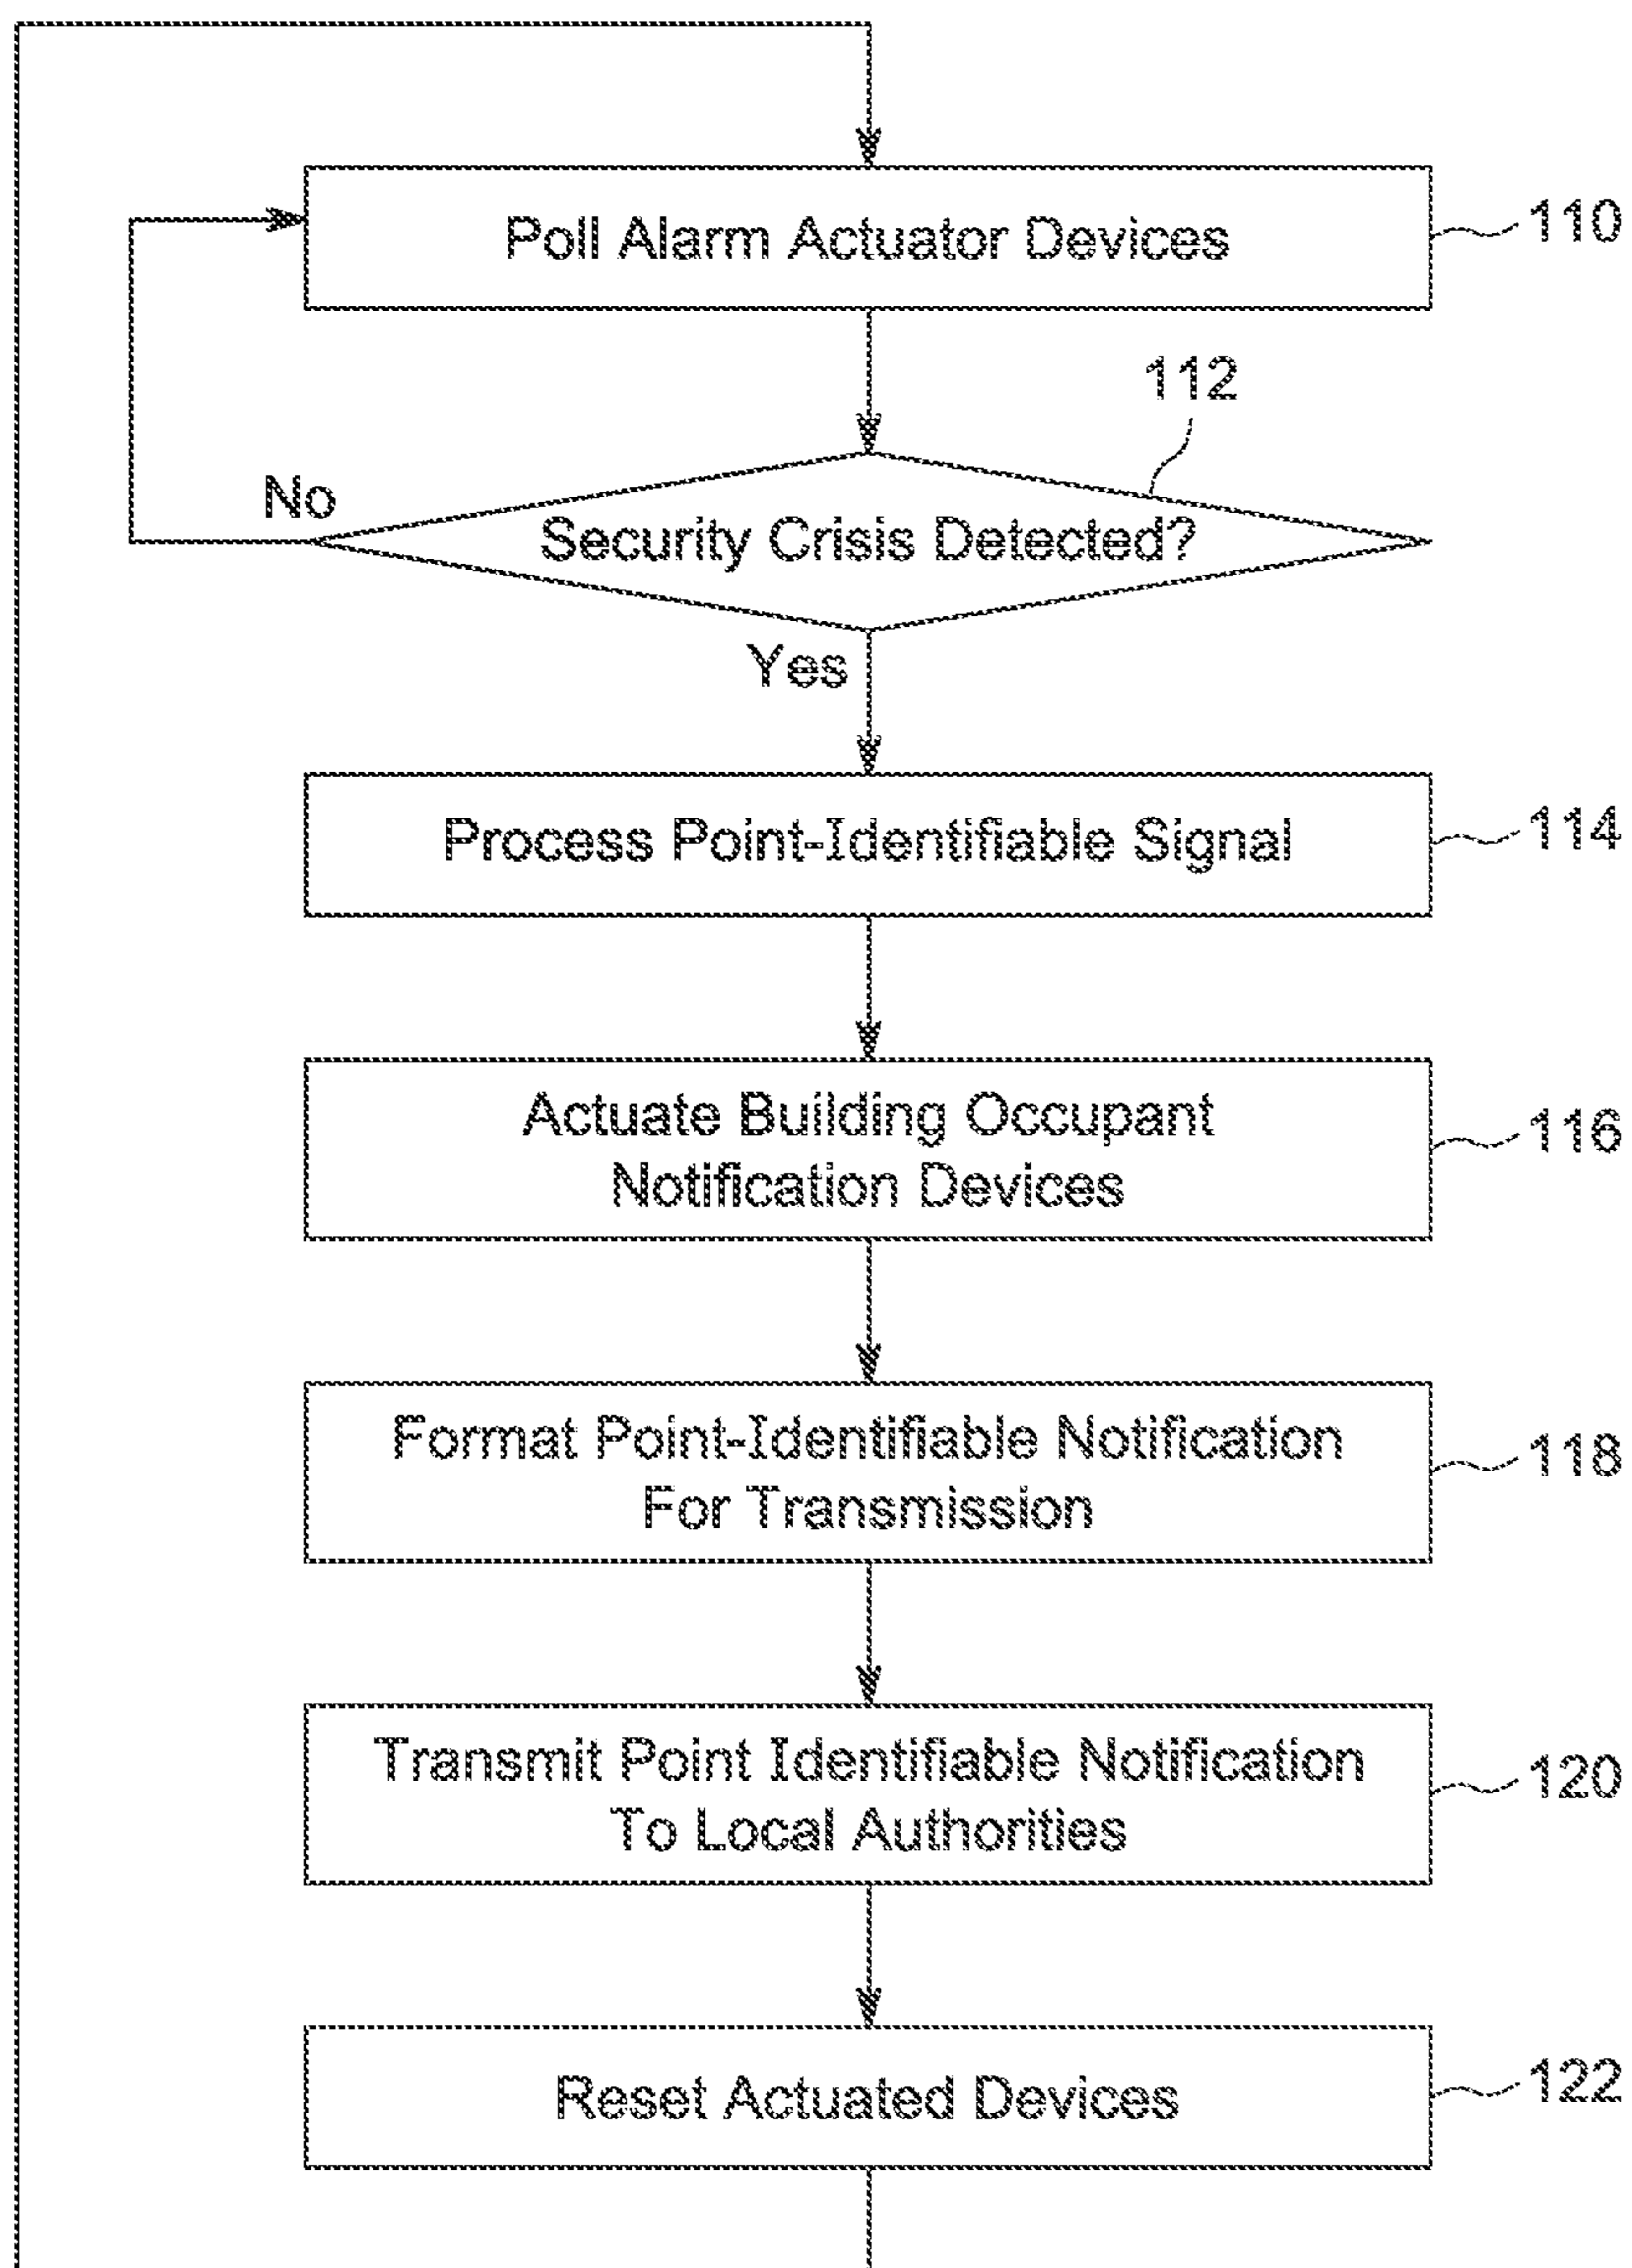 Poll Alarm Actuator Devices
110
112
No
Security Crisis Detected?
Yes
Process Point-Identifiable Signal
114
Actuate Building Occupant
Notification Devices
116
Format Point-Identifiable Notification
For Transmission
118
Transmit Point Identifiable Notification
To Local Authorities
120
Reset Actuated Devices
122